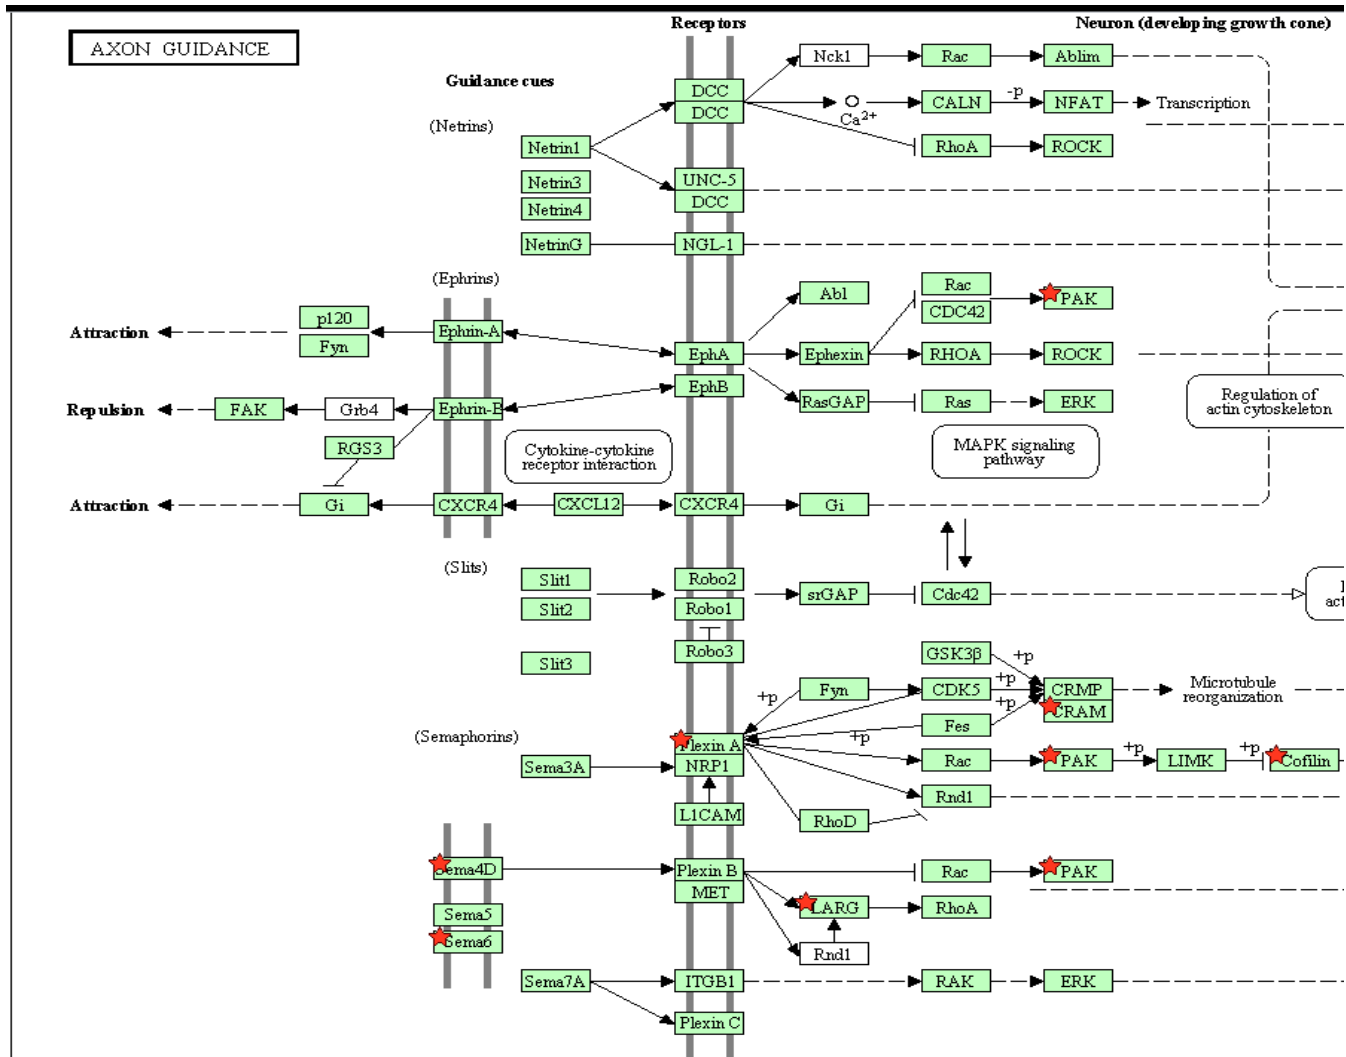 Receptors
Neuron (developing growth cone)
AXON GUIDANCE
Guidance cues
(Netrins)
DCC
DCC
Nck1
Rac
Ablim
Ca2+
CALN
-p
NFAT
Transcription
RhoA
ROCK
Netrin1
Netrin3
Netrin4
UNC-5
DCC
NetrinG
NGL-1
(Ephrins)
Abl
Rac
CDC42
PAK
Attraction
p120
Fyn
Ephrin-A
EphA
Ephexin
RHOA
ROCK
EphB
Repulsion
FAK
Grb4
Ephrin-B
RasGAP
Ras
ERK
Regulation of
actin cytoskeleton
RGS3
Cytokine-cytokine
receptor interaction
MAPK signaling
pathway
Attraction
Gi
CXCR4
CXCL12
CXCR4
Gi
(Slits)
Slit1
Slit2
Robo2
Robo1
srGAP
Cdc42
Slit3
Robo3
GSK3β
+p
Fyn
+p
CDK5
+p
CRMP
CRAM
Microtubule
reorganization
+p
Fes
+p
(Semaphorins)
Plexin A
NRP1
Sema3A
Rac
PAK
+p
LIMK
+p
Cofilin
Rnd1
L1CAM
RhoD
Sema4D
Plexin B
MET
Rac
PAK
LARG
RhoA
Sema5
Sema6
Rnd1
Sema7A
ITGB1
RAK
ERK
Plexin C